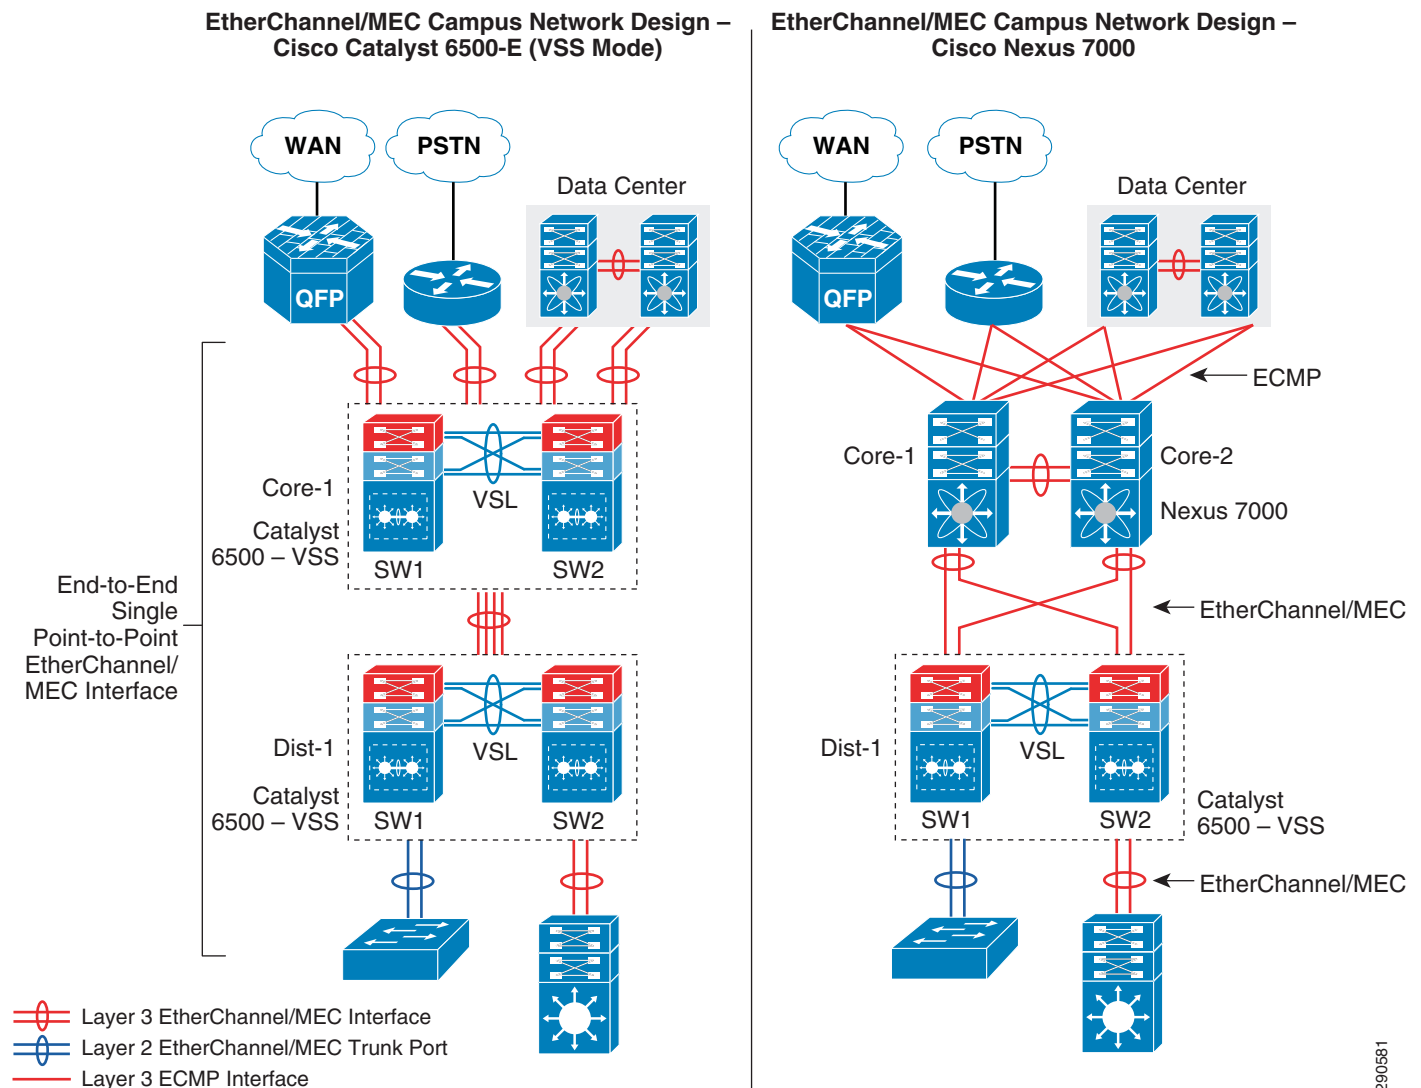 EtherChannel/MEC Campus Network Design –
Cisco Catalyst 6500-E (VSS Mode)
WAN
PSTN
Data Center
QFP
Core-1
Catalyst
6500 – VSS
VSL
SW1
SW2
End-to-End
Single
Point-to-Point
EtherChannel/
MEC Interface
Dist-1
Catalyst
6500 – VSS
VSL
SW1
SW2
Layer 3 EtherChannel/MEC Interface
Layer 2 EtherChannel/MEC Trunk Port
Layer 3 ECMP Interface
EtherChannel/MEC Campus Network Design –
Cisco Nexus 7000
WAN
PSTN
Data Center
QFP
ECMP
Core-1
Core-2
Nexus 7000
EtherChannel/MEC
Dist-1
VSL
SW1
SW2
Catalyst
6500 – VSS
EtherChannel/MEC
290581